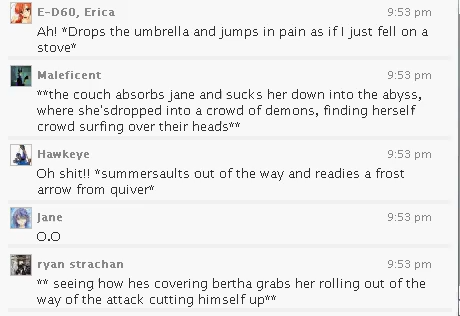 E-D60, Erica 9:53 pm
Ah! *Drops the umbrella and jumps in pain as if I just fell on a
stove*
Maleficent 9:53 pm
**the couch absorbs jane and sucks her down into the abyss,
where she'sdropped into a crowd of demons, finding herself
crowd surfing over their heads**
Hawkeye 9:53 pm
Oh shit!! *summersaults out of the way and readies a frost
arrow from quiver*
Jane 9:53 pm
O.O
ryan strachan 9:53 pm
** seeing how hes covering bertha grabs her rolling out of the
way of the attack cutting himself up**